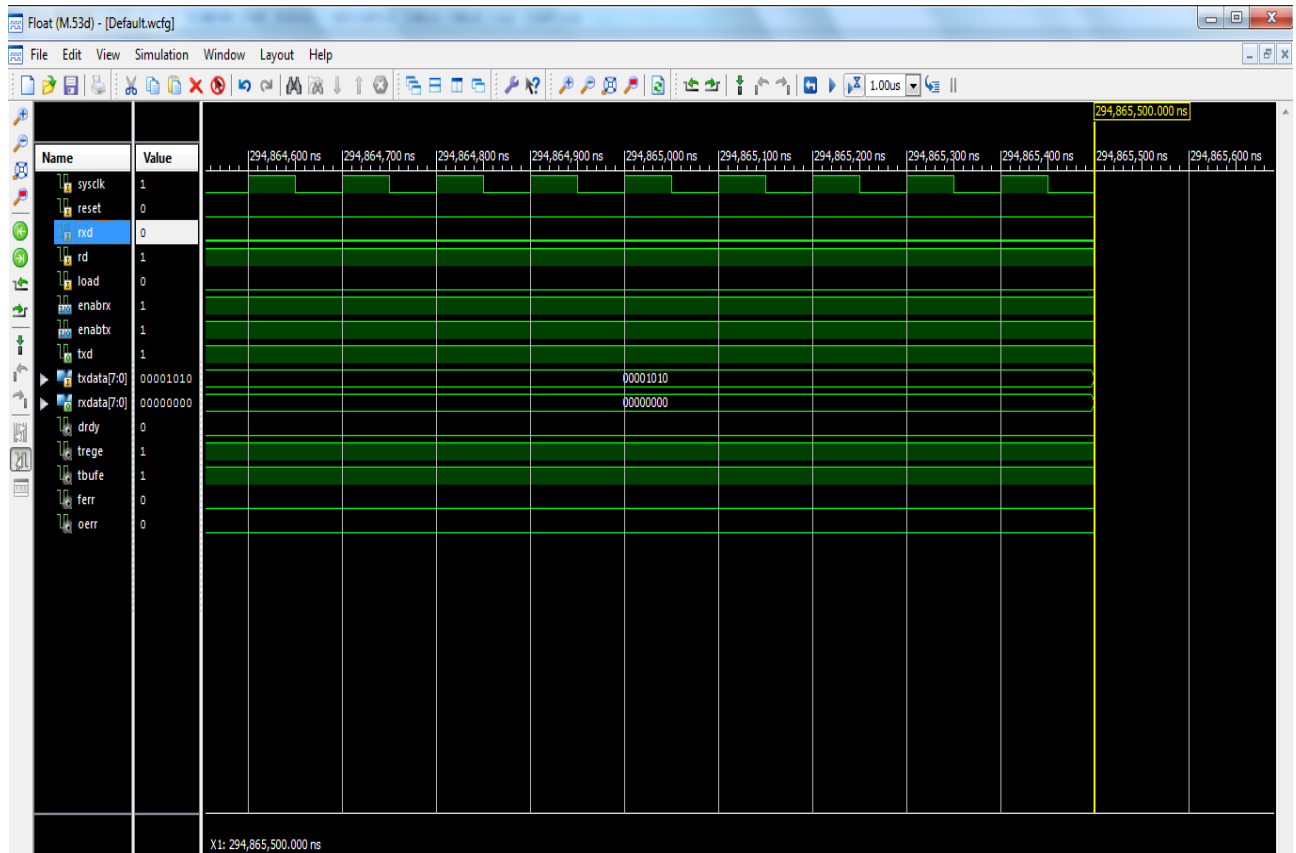 Float (M.53d) - [Default.wcfg]
File Edit View Simulation Window Layout Help
1.00us
294,865,500.000 ns
Name Value
294,864,600 ns 294,864,700 ns 294,864,800 ns 294,864,900 ns 294,865,000 ns 294,865,100 ns 294,865,200 ns 294,865,300 ns 294,865,400 ns 294,865,500 ns 294,865,600 ns
sysclk 1
reset 0
rxd 0
rd 1
load 0
enabrx 1
enabtx 1
txd 1
txdata[7:0] 00001010 00001010
rxdata[7:0] 00000000 00000000
drdy 0
trege 1
tbufe 1
ferr 0
oerr 0
X1: 294,865,500.000 ns